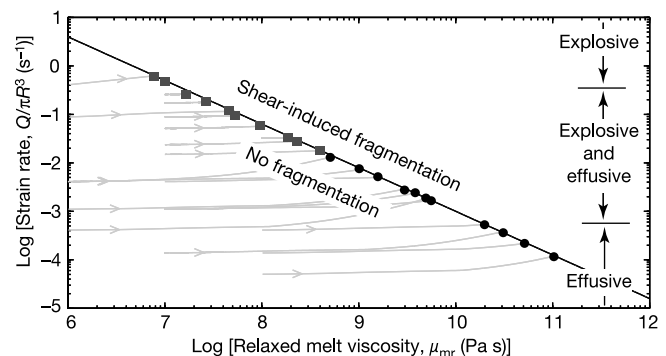 1
0
−1
−2
−3
−4
−5
6
7
8
9
10
11
12
Log [Strain rate, Q/πR³ (s⁻¹)]
Log [Relaxed melt viscosity, μmr (Pa s)]
Shear-induced fragmentation
No fragmentation
Explosive
Explosive
and
effusive
Effusive